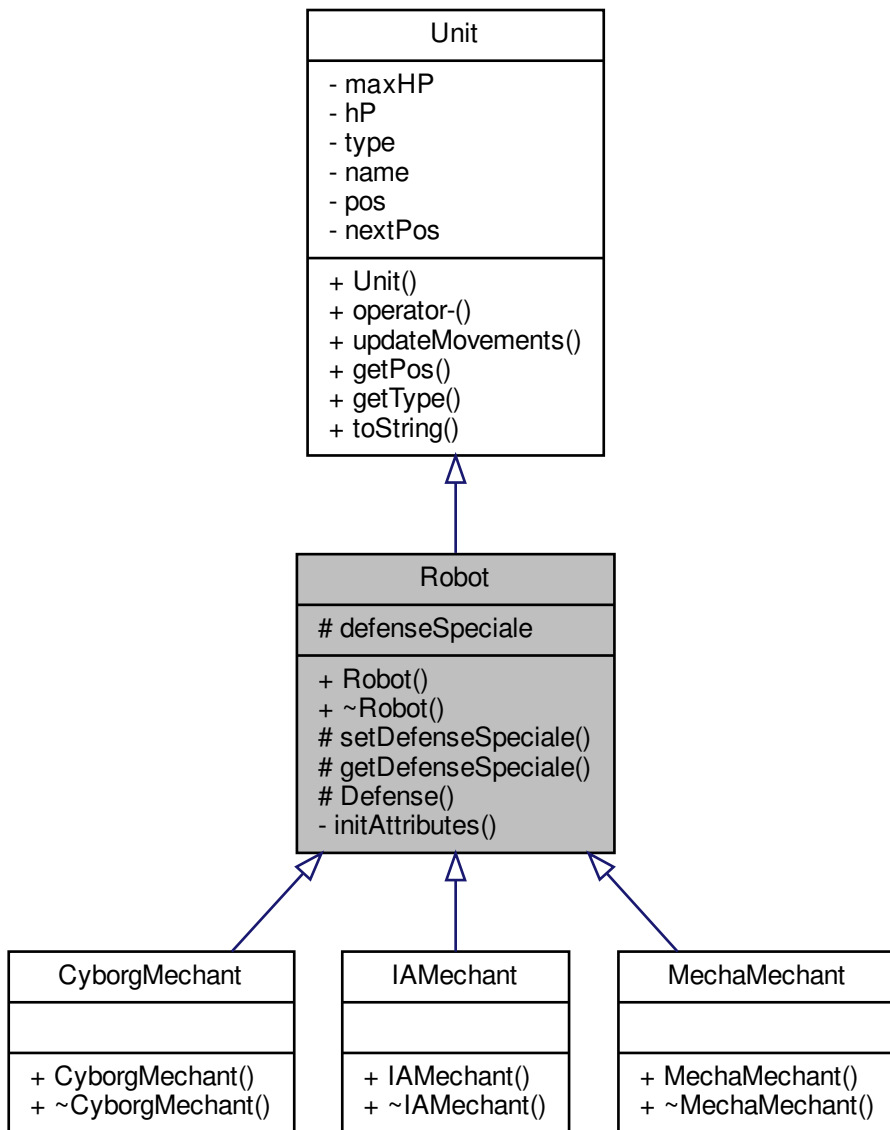 Unit
- maxHP
- hP
- type
- name
- pos
- nextPos
+ Unit()
+ operator-()
+ updateMovements()
+ getPos()
+ getType()
+ toString()
Robot
# defenseSpeciale
+ Robot()
+ ~Robot()
# setDefenseSpeciale()
# getDefenseSpeciale()
# Defense()
- initAttributes()
CyborgMechant
+ CyborgMechant()
+ ~CyborgMechant()
IAMechant
+ IAMechant()
+ ~IAMechant()
MechaMechant
+ MechaMechant()
+ ~MechaMechant()